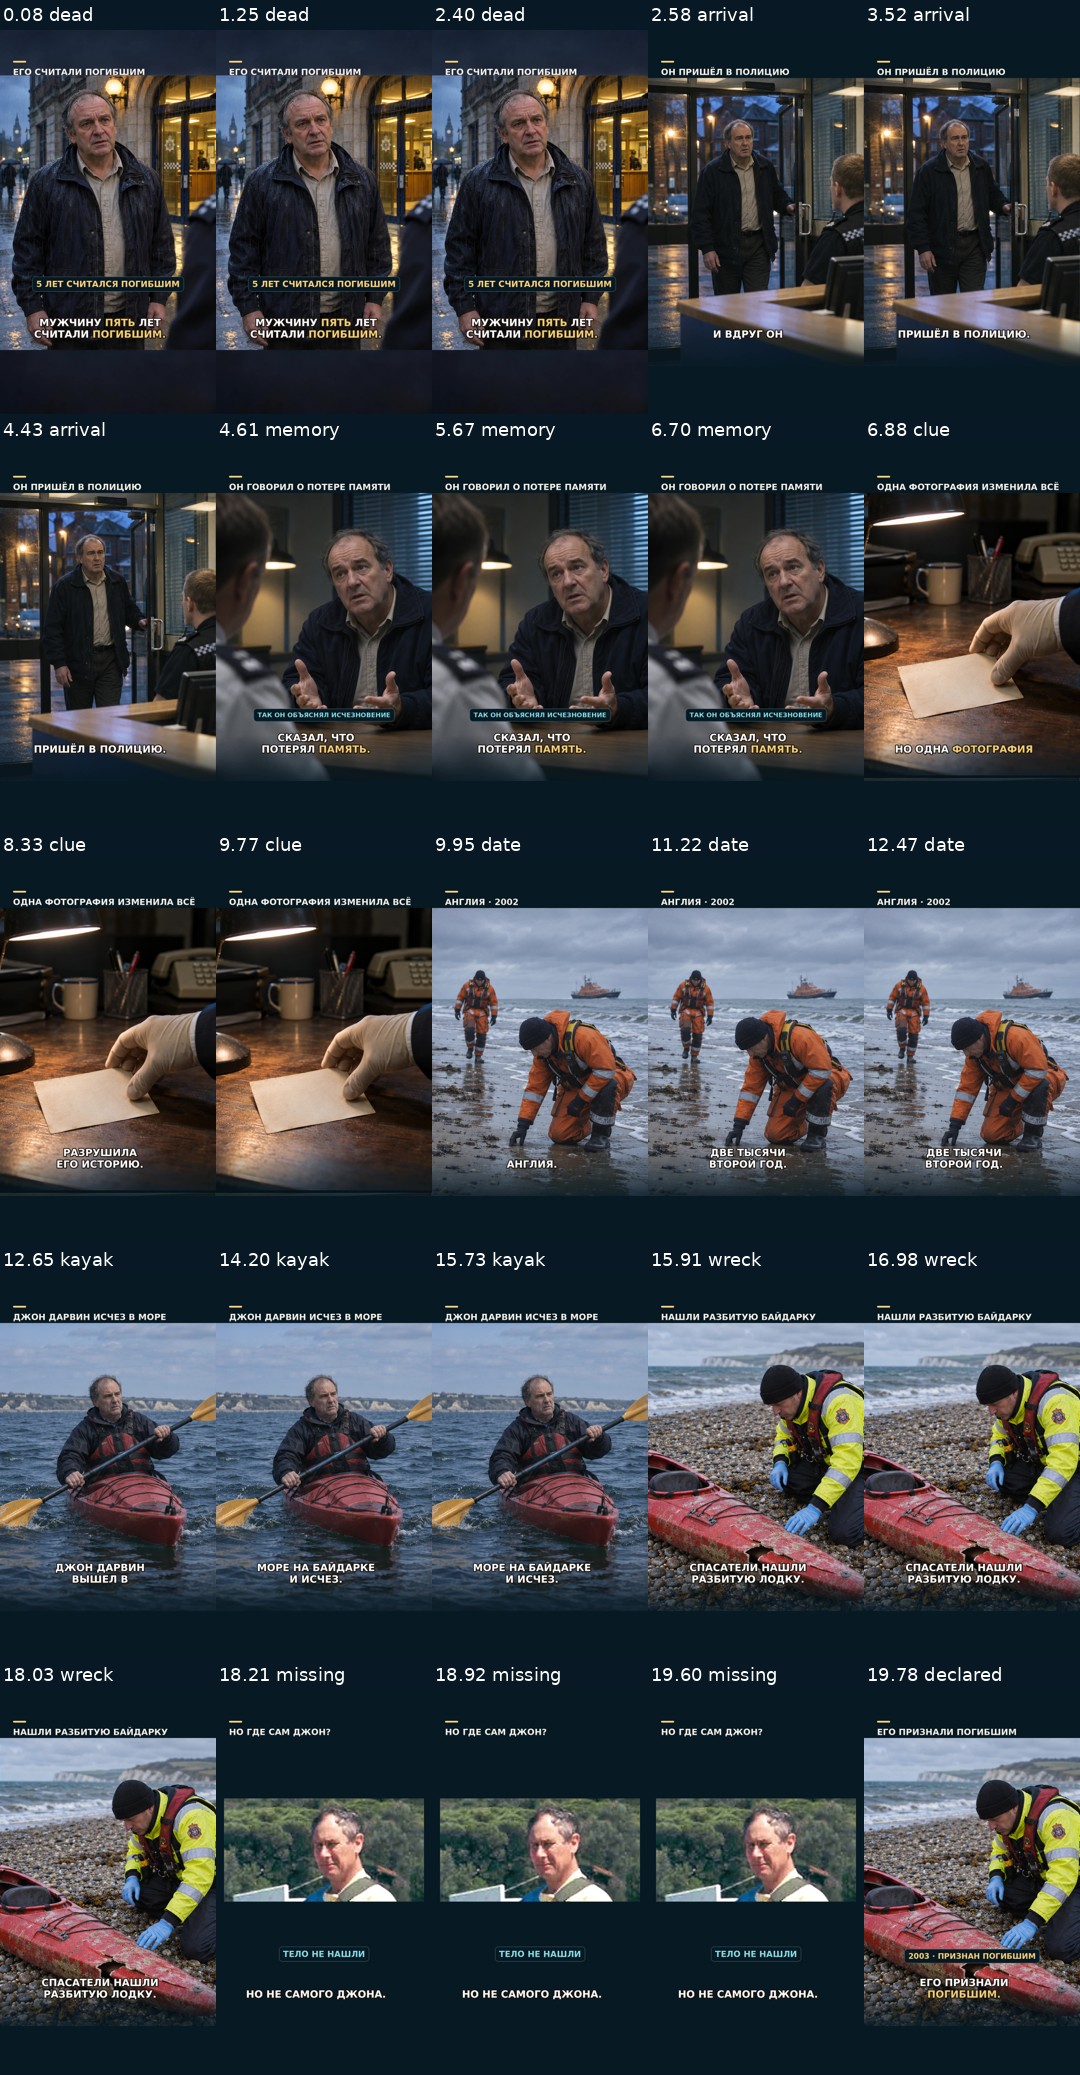 0.08 dead
ЕГО СЧИТАЛИ ПОГИБШИМ
5 ЛЕТ СЧИТАЛСЯ ПОГИБШИМ
МУЖЧИНУ ПЯТЬ ЛЕТ
СЧИТАЛИ ПОГИБШИМ.
1.25 dead
ЕГО СЧИТАЛИ ПОГИБШИМ
5 ЛЕТ СЧИТАЛСЯ ПОГИБШИМ
МУЖЧИНУ ПЯТЬ ЛЕТ
СЧИТАЛИ ПОГИБШИМ.
2.40 dead
ЕГО СЧИТАЛИ ПОГИБШИМ
5 ЛЕТ СЧИТАЛСЯ ПОГИБШИМ
МУЖЧИНУ ПЯТЬ ЛЕТ
СЧИТАЛИ ПОГИБШИМ.
2.58 arrival
ОН ПРИШЁЛ В ПОЛИЦИЮ
И ВДРУГ ОН
3.52 arrival
ОН ПРИШЁЛ В ПОЛИЦИЮ
ПРИШЁЛ В ПОЛИЦИЮ.
4.43 arrival
ОН ПРИШЁЛ В ПОЛИЦИЮ
ПРИШЁЛ В ПОЛИЦИЮ.
4.61 memory
ОН ГОВОРИЛ О ПОТЕРЕ ПАМЯТИ
ТАК ОН ОБЪЯСНЯЛ ИСЧЕЗНОВЕНИЕ
СКАЗАЛ, ЧТО
ПОТЕРЯЛ ПАМЯТЬ.
5.67 memory
ОН ГОВОРИЛ О ПОТЕРЕ ПАМЯТИ
ТАК ОН ОБЪЯСНЯЛ ИСЧЕЗНОВЕНИЕ
СКАЗАЛ, ЧТО
ПОТЕРЯЛ ПАМЯТЬ.
6.70 memory
ОН ГОВОРИЛ О ПОТЕРЕ ПАМЯТИ
ТАК ОН ОБЪЯСНЯЛ ИСЧЕЗНОВЕНИЕ
СКАЗАЛ, ЧТО
ПОТЕРЯЛ ПАМЯТЬ.
6.88 clue
ОДНА ФОТОГРАФИЯ ИЗМЕНИЛА ВСЁ
НО ОДНА ФОТОГРАФИЯ
8.33 clue
ОДНА ФОТОГРАФИЯ ИЗМЕНИЛА ВСЁ
РАЗРУШИЛА
ЕГО ИСТОРИЮ.
9.77 clue
ОДНА ФОТОГРАФИЯ ИЗМЕНИЛА ВСЁ
РАЗРУШИЛА
ЕГО ИСТОРИЮ.
9.95 date
АНГЛИЯ · 2002
АНГЛИЯ.
11.22 date
АНГЛИЯ · 2002
ДВЕ ТЫСЯЧИ
ВТОРОЙ ГОД.
12.47 date
АНГЛИЯ · 2002
ДВЕ ТЫСЯЧИ
ВТОРОЙ ГОД.
12.65 kayak
ДЖОН ДАРВИН ИСЧЕЗ В МОРЕ
ДЖОН ДАРВИН
ВЫШЕЛ В
14.20 kayak
ДЖОН ДАРВИН ИСЧЕЗ В МОРЕ
МОРЕ НА БАЙДАРКЕ
И ИСЧЕЗ.
15.73 kayak
ДЖОН ДАРВИН ИСЧЕЗ В МОРЕ
МОРЕ НА БАЙДАРКЕ
И ИСЧЕЗ.
15.91 wreck
НАШЛИ РАЗБИТУЮ БАЙДАРКУ
СПАСАТЕЛИ НАШЛИ
РАЗБИТУЮ ЛОДКУ.
16.98 wreck
НАШЛИ РАЗБИТУЮ БАЙДАРКУ
СПАСАТЕЛИ НАШЛИ
РАЗБИТУЮ ЛОДКУ.
18.03 wreck
НАШЛИ РАЗБИТУЮ БАЙДАРКУ
СПАСАТЕЛИ НАШЛИ
РАЗБИТУЮ ЛОДКУ.
18.21 missing
НО ГДЕ САМ ДЖОН?
ТЕЛО НЕ НАШЛИ
НО НЕ САМОГО ДЖОНА.
18.92 missing
НО ГДЕ САМ ДЖОН?
ТЕЛО НЕ НАШЛИ
НО НЕ САМОГО ДЖОНА.
19.60 missing
НО ГДЕ САМ ДЖОН?
ТЕЛО НЕ НАШЛИ
НО НЕ САМОГО ДЖОНА.
19.78 declared
ЕГО ПРИЗНАЛИ ПОГИБШИМ
2003 · ПРИЗНАН ПОГИБШИМ
ЕГО ПРИЗНАЛИ
ПОГИБШИМ.